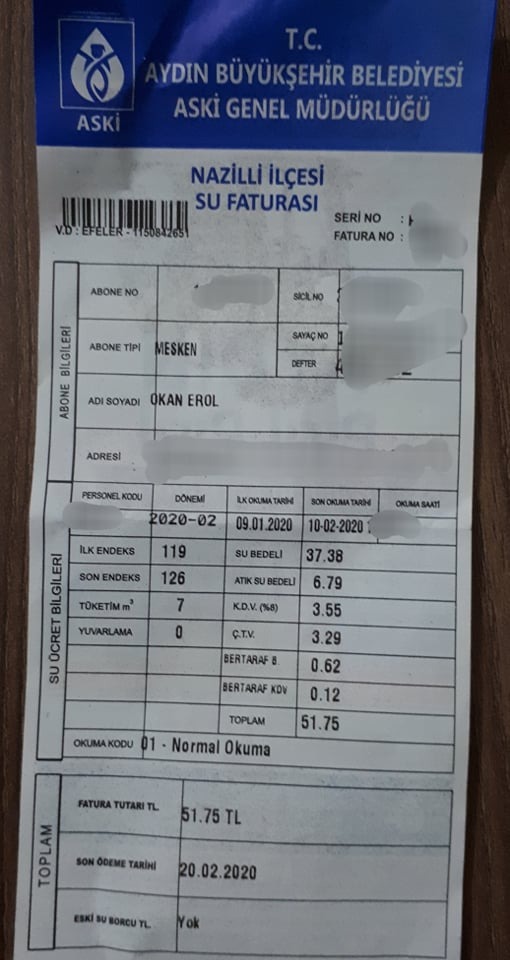 T.C.
AYDIN BÜYÜKŞEHİR BELEDİYESİ
ASKİ GENEL MÜDÜRLÜĞÜ
ASKİ
NAZİLLİ İLÇESİ
SU FATURASI
V.D : EFELER - 1150842651
SERİ NO :
FATURA NO :
ABONE BİLGİLERİ
ABONE NO
SİCİL NO
ABONE TİPİ MESKEN
SAYAÇ NO
DEFTER
ADI SOYADI OKAN EROL
ADRESİ
SU ÜCRET BİLGİLERİ
PERSONEL KODU DÖNEMİ İLK OKUMA TARİHİ SON OKUMA TARİHİ OKUMA SAATİ
2020-02 09.01.2020 10-02-2020
İLK ENDEKS 119 SU BEDELİ 37.38
SON ENDEKS 126 ATIK SU BEDELİ 6.79
TÜKETİM m³ 7 K.D.V. (%8) 3.55
YUVARLAMA 0 Ç.T.V. 3.29
BERTARAF B. 0.62
BERTARAF KDV 0.12
TOPLAM 51.75
OKUMA KODU 01 - Normal Okuma
TOPLAM
FATURA TUTARI TL. 51.75 TL
SON ÖDEME TARİHİ 20.02.2020
ESKİ SU BORCU TL. Yok